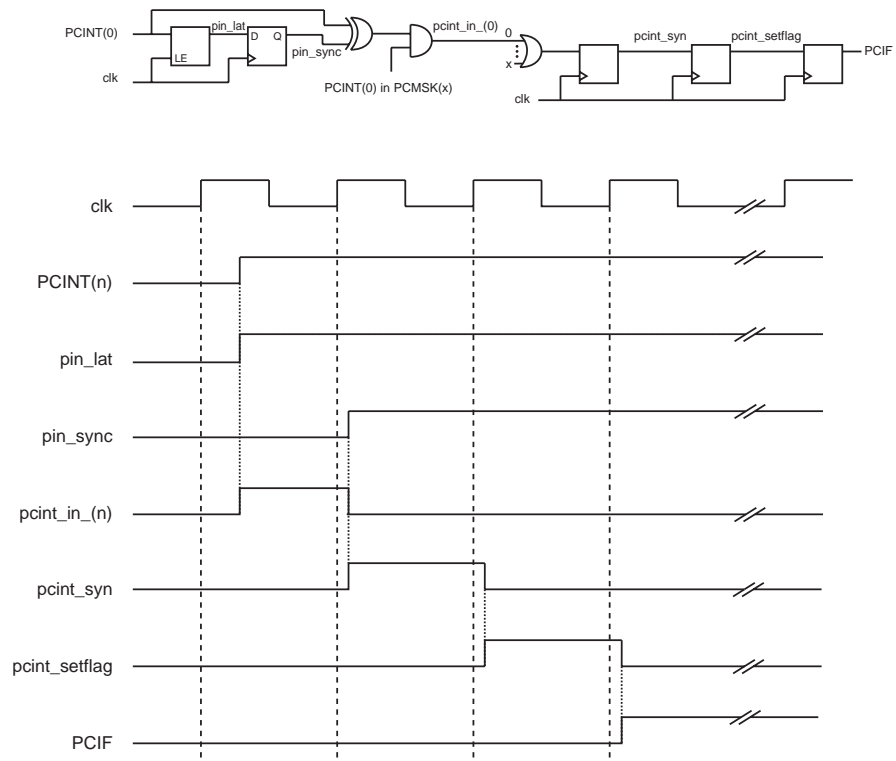 PCINT(0)
clk
pin_lat
LE
D Q
pin_sync
pcint_in_(0)
PCINT(0) in PCMSK(x)
0
x
clk
pcint_syn
pcint_setflag
PCIF
clk
PCINT(n)
pin_lat
pin_sync
pcint_in_(n)
pcint_syn
pcint_setflag
PCIF